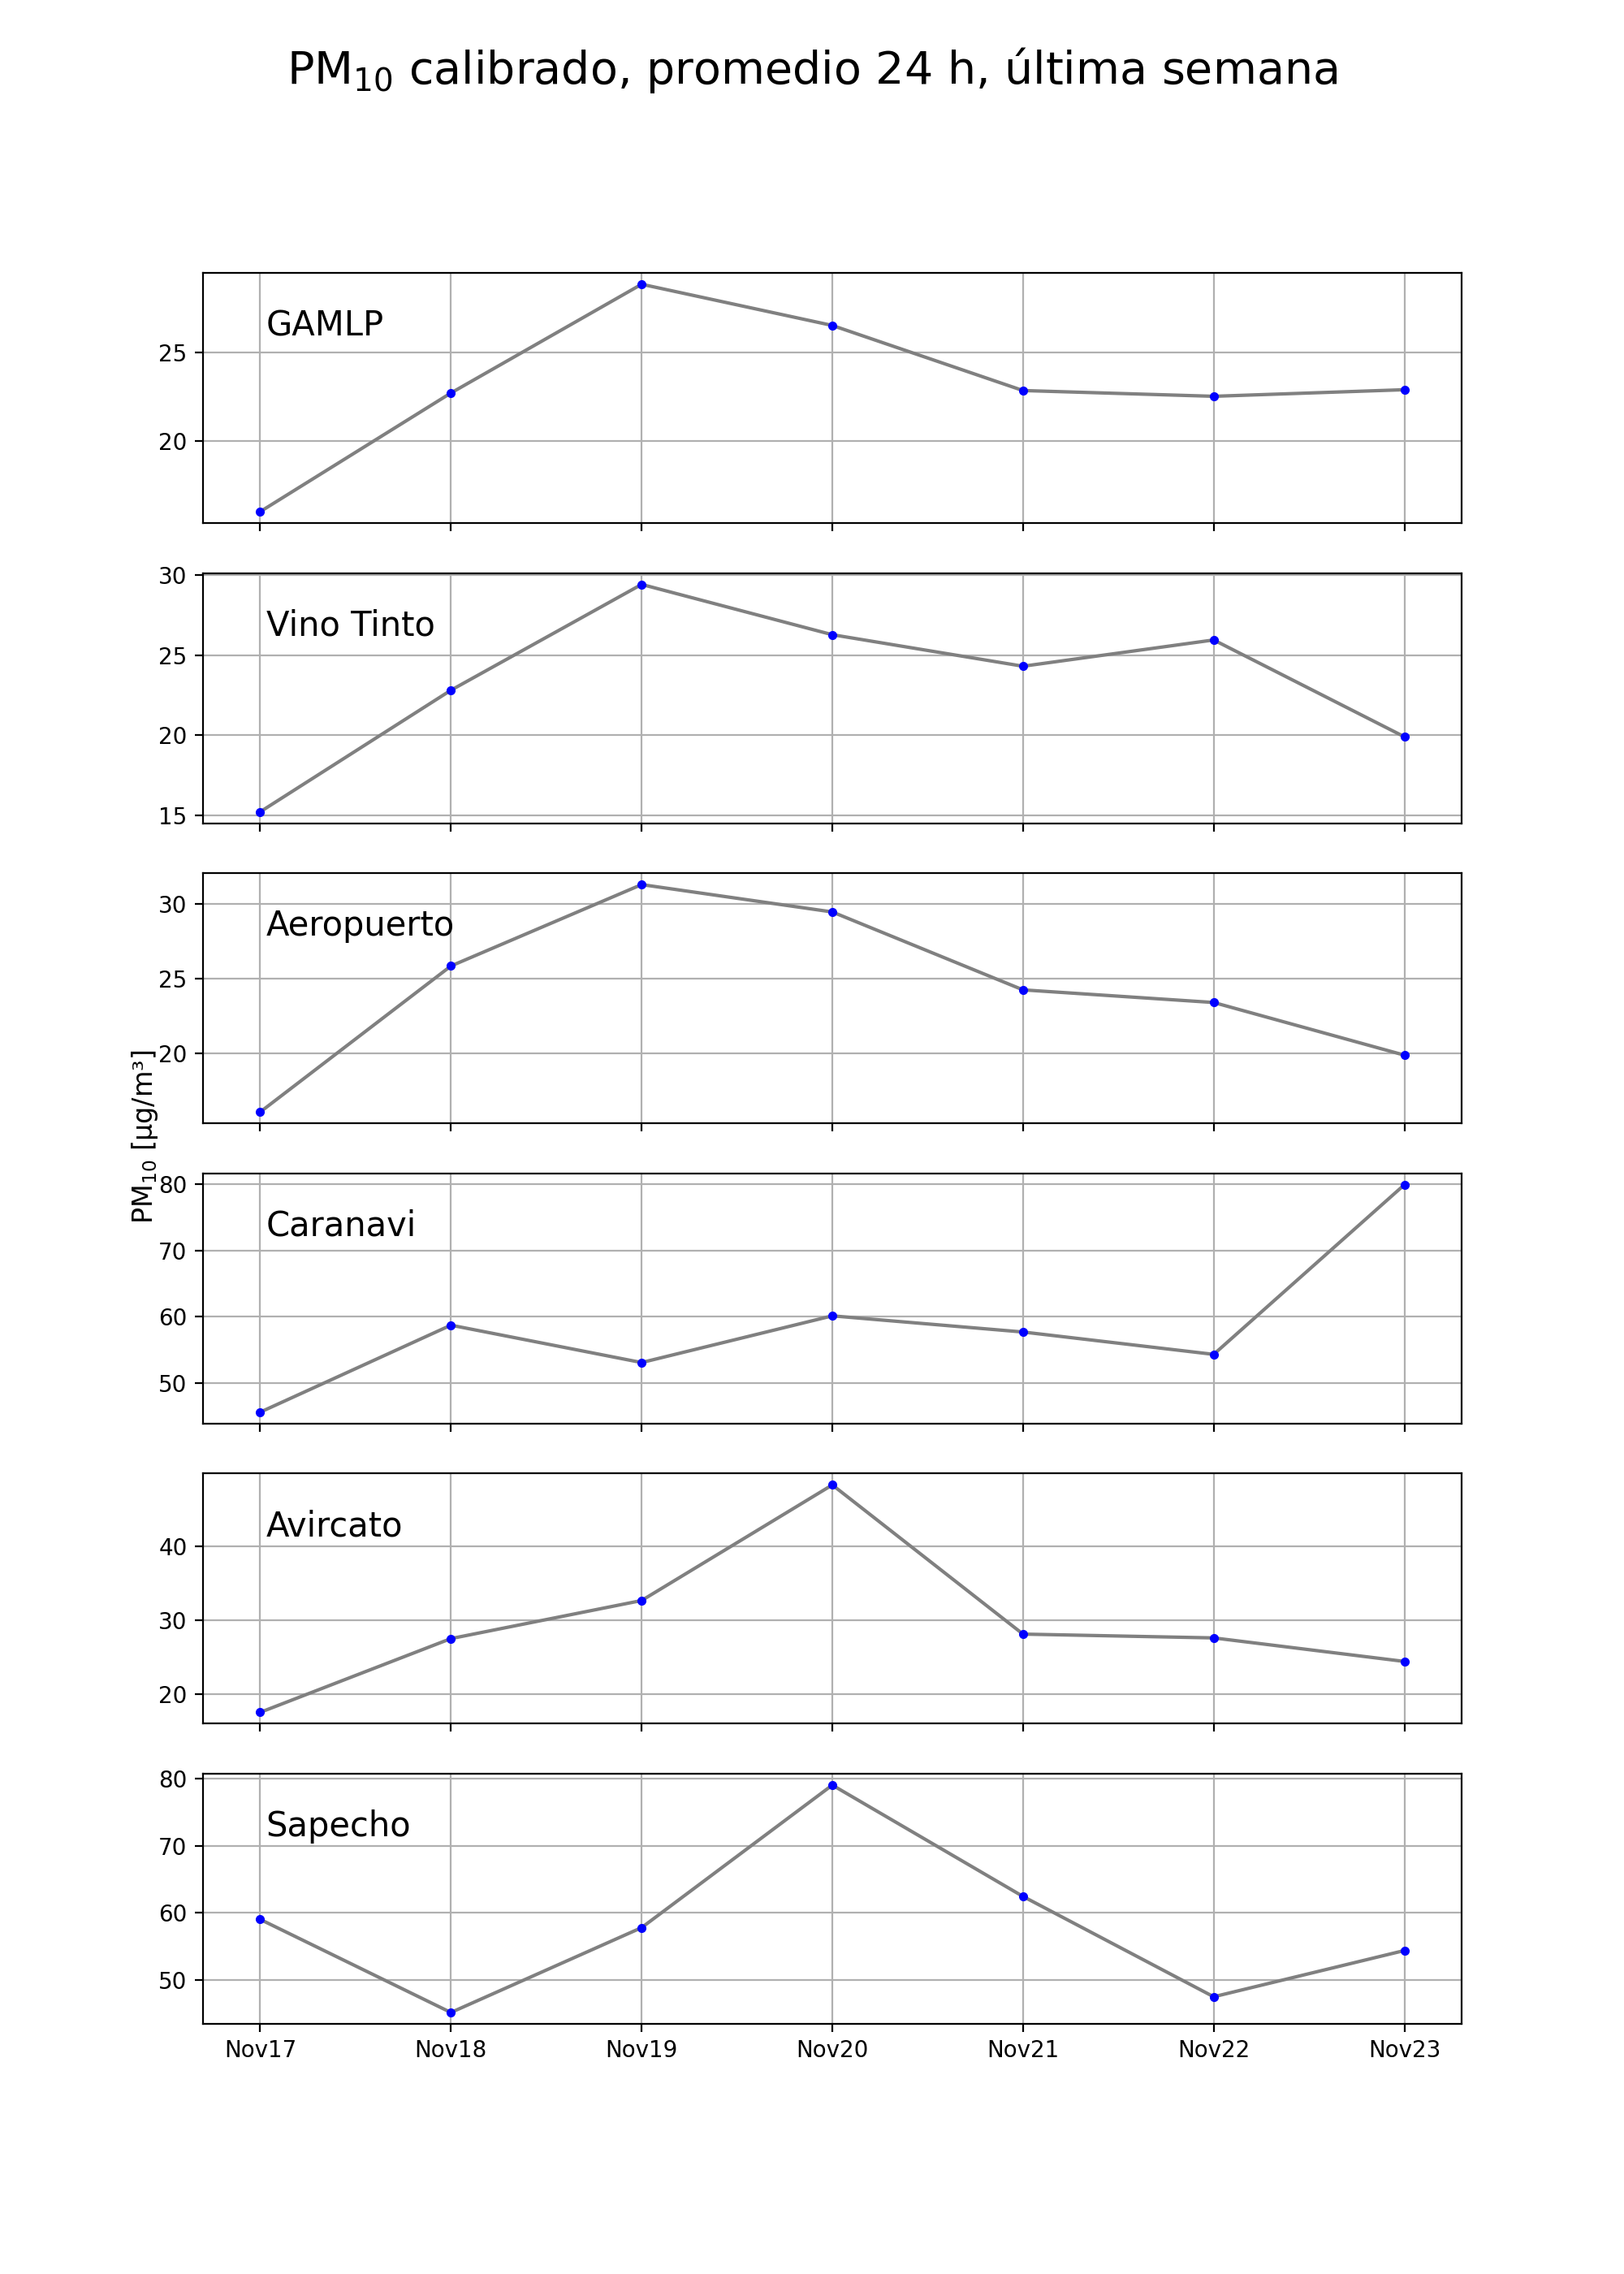 PM₁₀ calibrado, promedio 24 h, última semana
GAMLP
25
20
Vino Tinto
30
25
20
15
Aeropuerto
30
25
20
PM₁₀ [µg/m³]
Caranavi
80
70
60
50
Avircato
40
30
20
Sapecho
80
70
60
50
Nov17 Nov18 Nov19 Nov20 Nov21 Nov22 Nov23